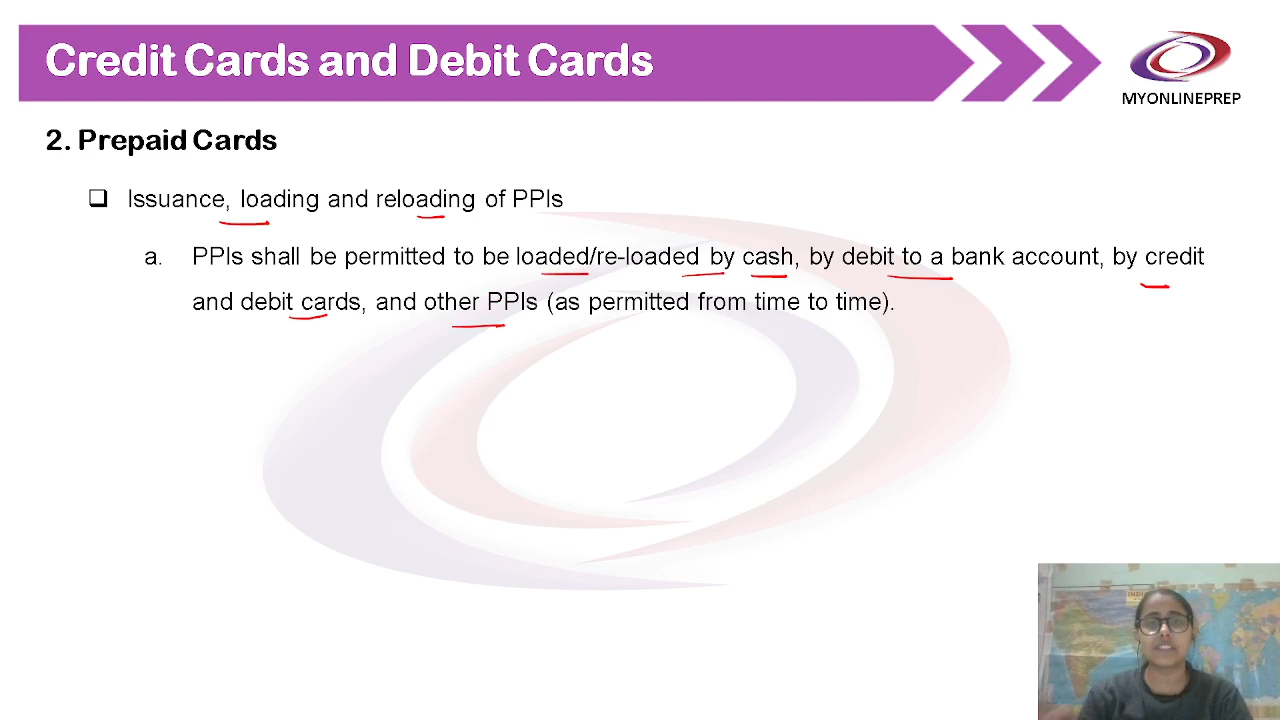 Credit Cards and Debit Cards
MYONLINEPREP
2. Prepaid Cards
Issuance, loading and reloading of PPIs
a. PPIs shall be permitted to be loaded/re-loaded by cash, by debit to a bank account, by credit
and debit cards, and other PPIs (as permitted from time to time).